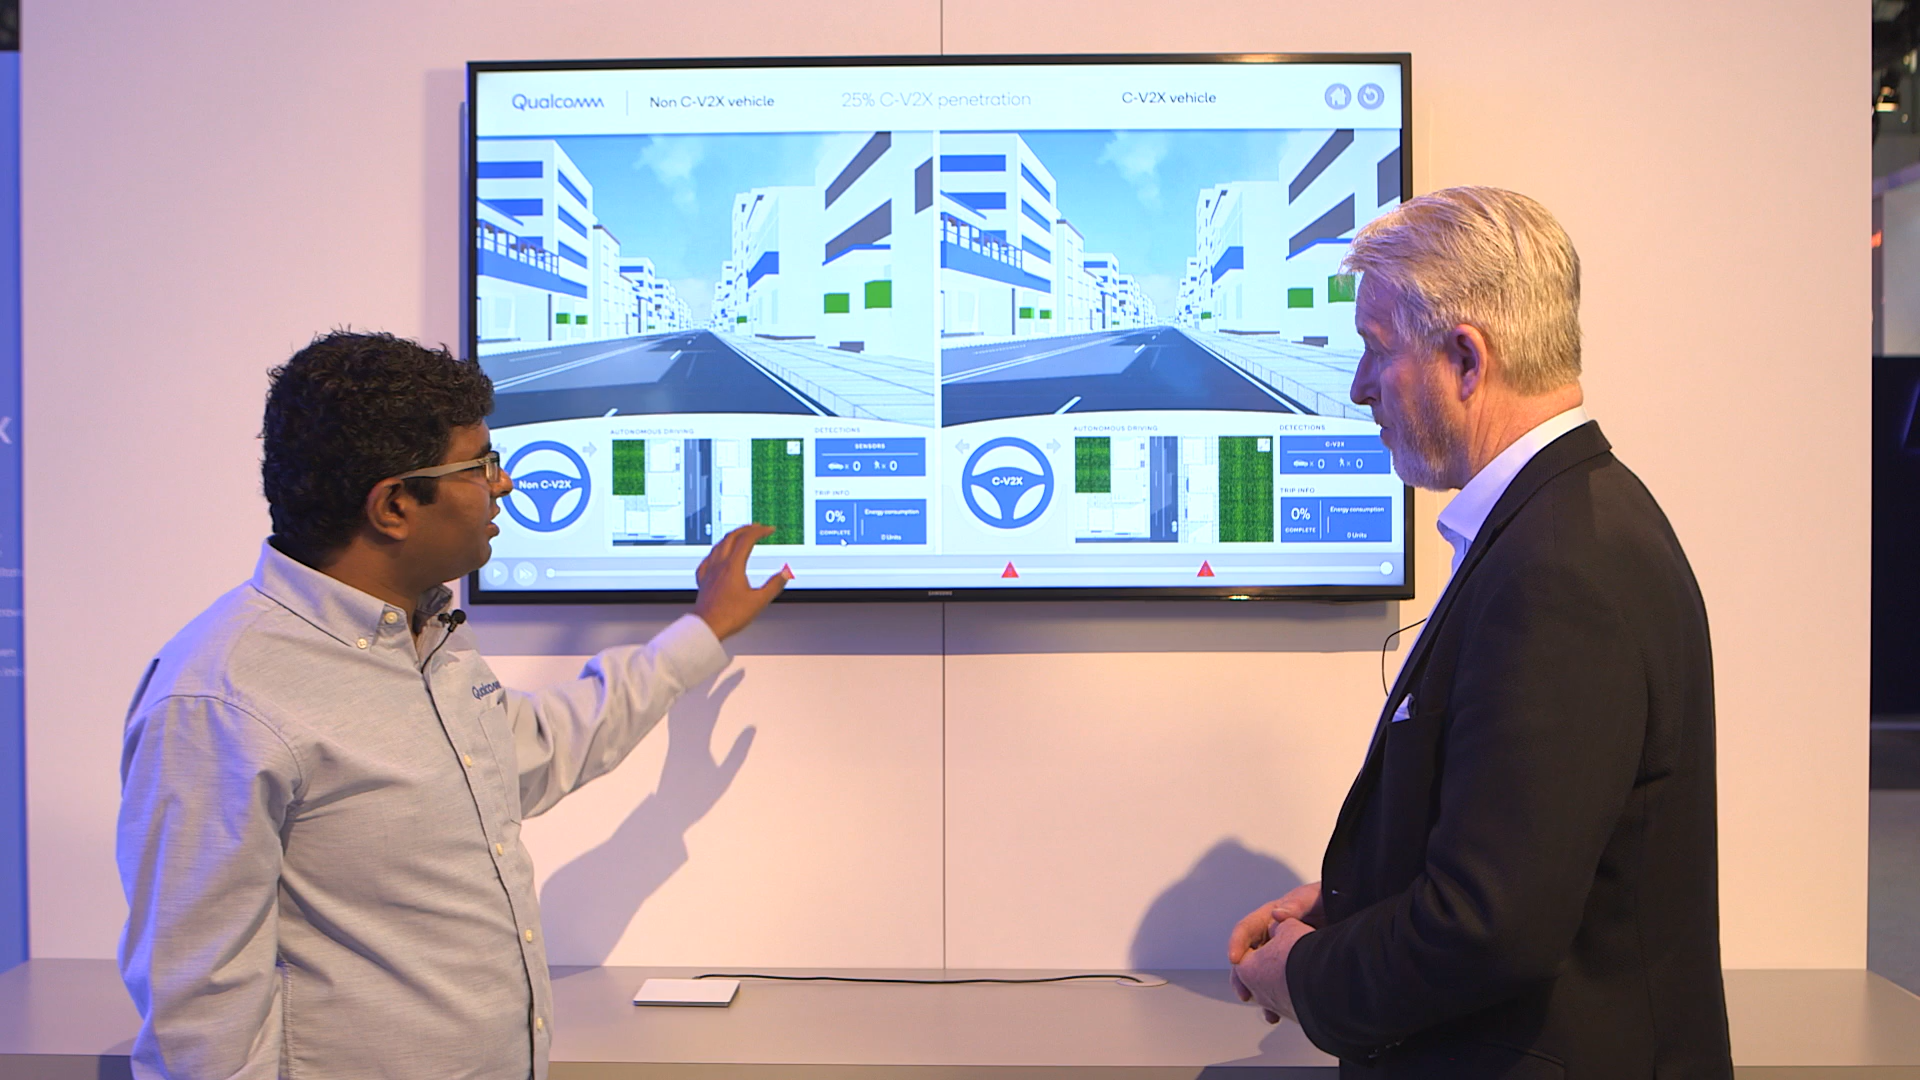 Qualcomm
Non C-V2X vehicle
25% C-V2X penetration
C-V2X vehicle
AUTONOMOUS DRIVING
DETECTIONS
SENSORS
x 0
x 0
Non C-V2X
TRIP INFO
0%
COMPLETE
Energy consumption
0 Units
AUTONOMOUS DRIVING
DETECTIONS
C-V2X
x 0
x 0
C-V2X
TRIP INFO
0%
COMPLETE
Energy consumption
0 Units
SAMSUNG
Qualcom
X